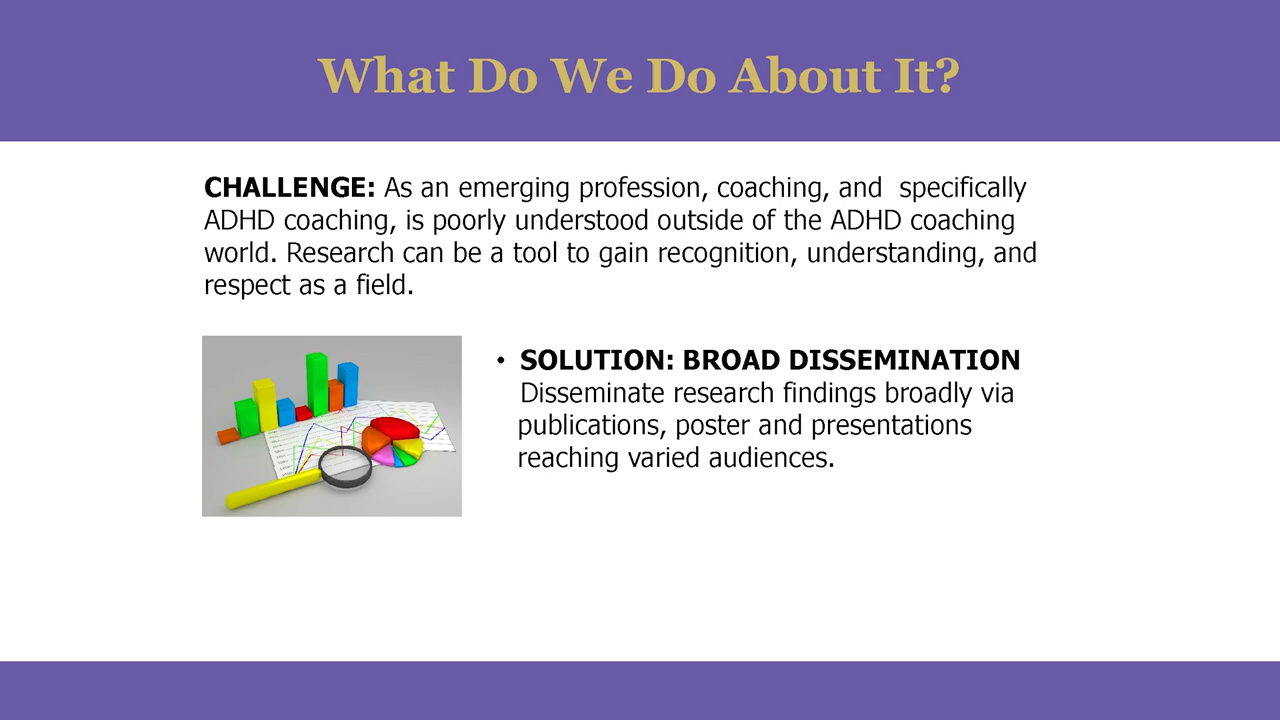 What Do We Do About It?
CHALLENGE: As an emerging profession, coaching, and  specifically
ADHD coaching, is poorly understood outside of the ADHD coaching
world. Research can be a tool to gain recognition, understanding, and
respect as a field.
• SOLUTION: BROAD DISSEMINATION
Disseminate research findings broadly via
publications, poster and presentations
reaching varied audiences.